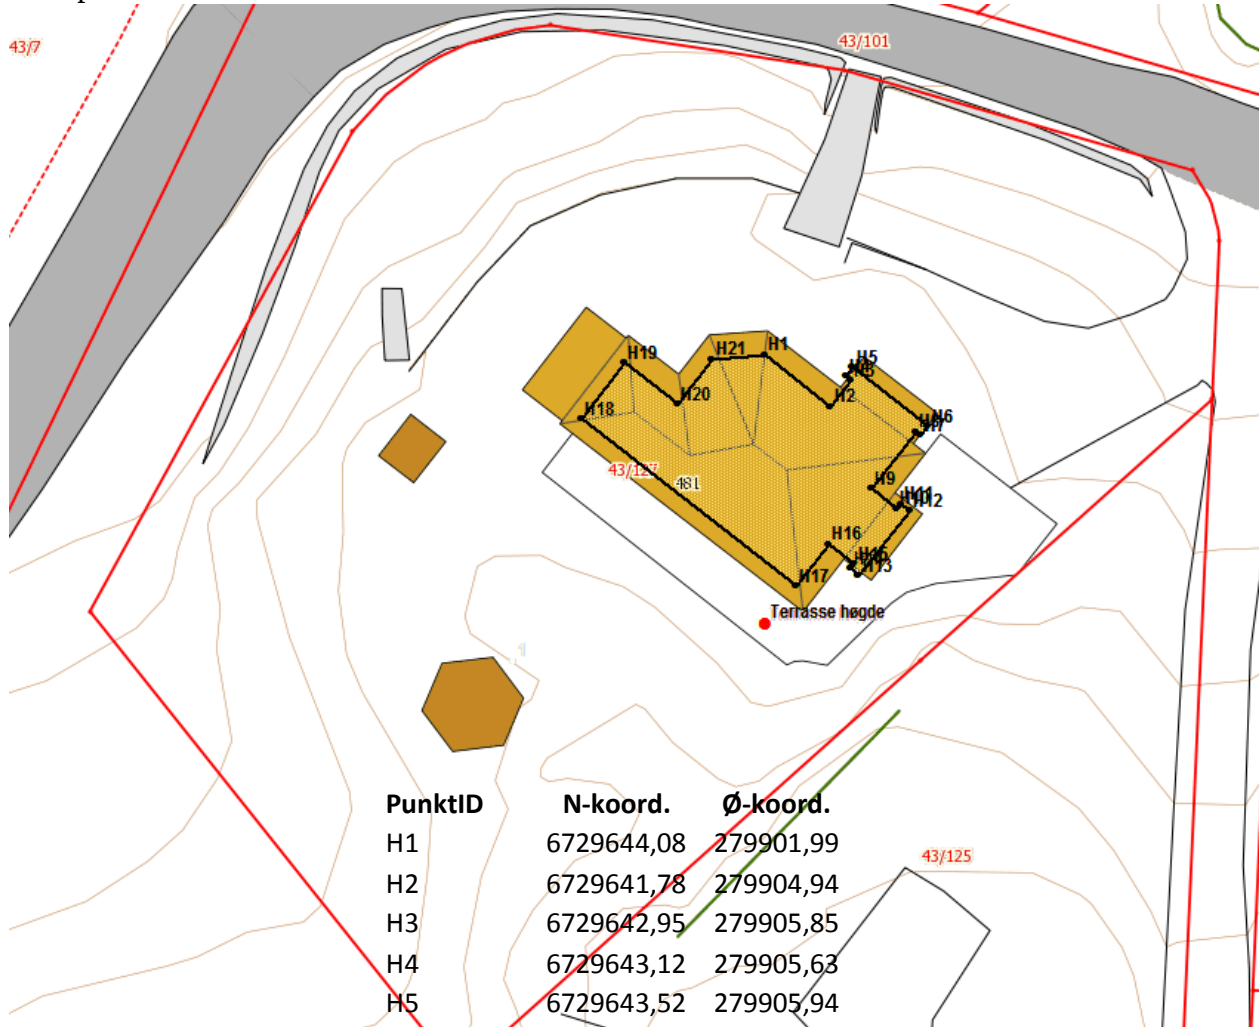 43/7
43/101
H5
H19
H21
H1
H2
H20
H18
H6
43/127
481
H9
H12
H16
H17
H13
Terrasse høgde
1
PunktID N-koord. Ø-koord.
H1 6729644,08 279901,99
H2 6729641,78 279904,94
H3 6729642,95 279905,85
H4 6729643,12 279905,63
H5 6729643,52 279905,94
43/125